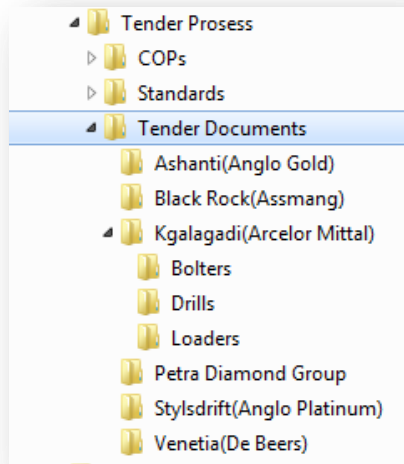 Tender Prosess
COPs
Standards
Tender Documents
Ashanti(Anglo Gold)
Black Rock(Assmang)
Kgalagadi(Arcelor Mittal)
Bolters
Drills
Loaders
Petra Diamond Group
Stylsdrift(Anglo Platinum)
Venetia(De Beers)